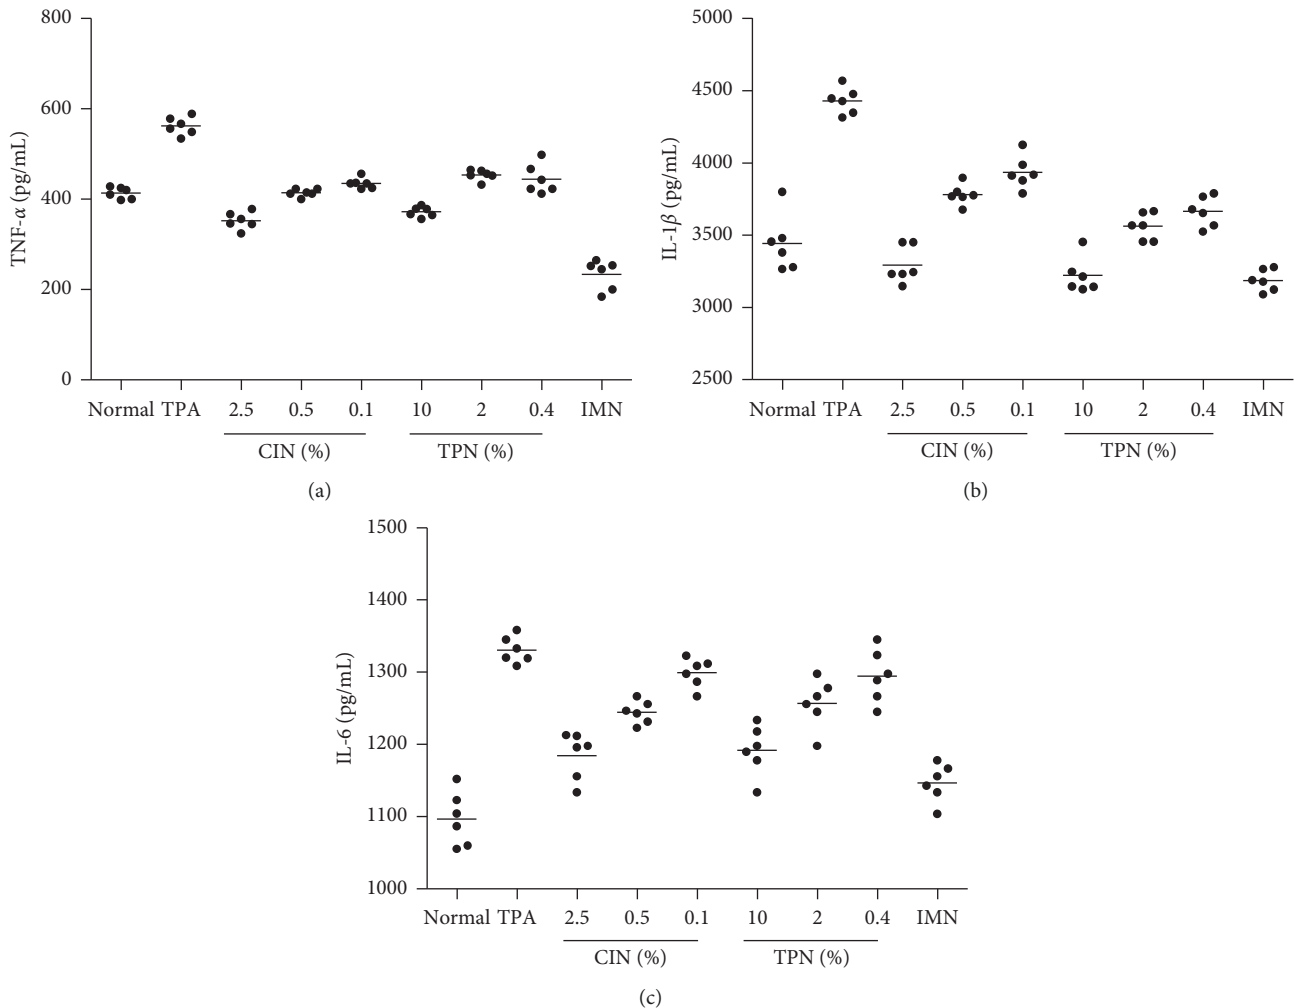 800
600
400
200
0
TNF-α (pg/mL)
Normal TPA 2.5 0.5 0.1 10 2 0.4 IMN
CIN (%) TPN (%)
(a)
5000
4500
4000
3500
3000
2500
IL-1β (pg/mL)
Normal TPA 2.5 0.5 0.1 10 2 0.4 IMN
CIN (%) TPN (%)
(b)
1500
1400
1300
1200
1100
1000
IL-6 (pg/mL)
Normal TPA 2.5 0.5 0.1 10 2 0.4 IMN
CIN (%) TPN (%)
(c)